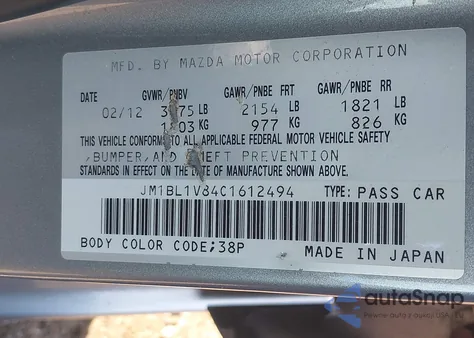 MFD. BY MAZDA MOTOR CORPORATION
GVWR/PNBV GAWR/PNBE FRT GAWR/PNBE RR
02/12 LB 2154 LB 1821 LB
KG 977 KG 826 KG
THIS VEHICLE CONFORMS TO ALL APPLICABLE FEDERAL MOTOR VEHICLE SAFETY
,BUMPER,AND THEFT PREVENTION
STANDARDS IN EFFECT ON THE DATE OF MANUFACTURE SHOWN ABOVE.
JM1BL1V84C1612494 TYPE: PASS CAR
BODY COLOR CODE;38P MADE IN JAPAN
autoSnap